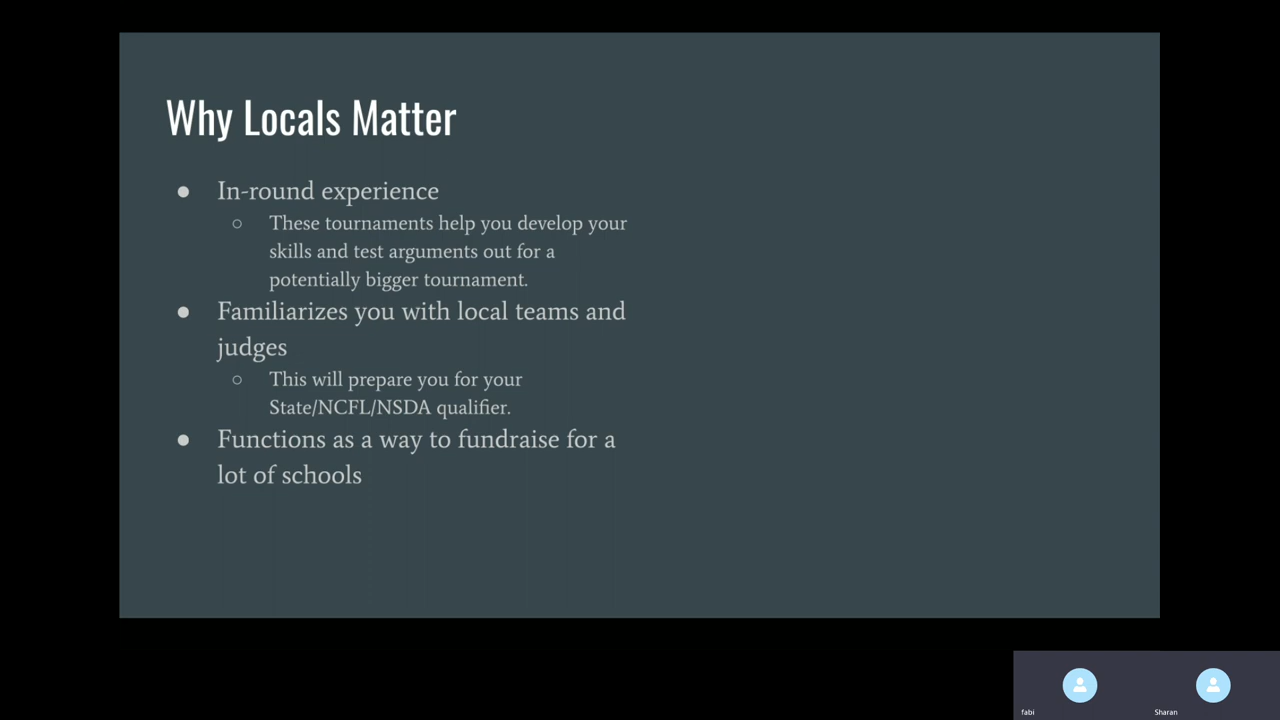 Why Locals Matter
● In-round experience
○ These tournaments help you develop your
skills and test arguments out for a
potentially bigger tournament.
● Familiarizes you with local teams and
judges
○ This will prepare you for your
State/NCFL/NSDA qualifier.
● Functions as a way to fundraise for a
lot of schools
fabi
Sharan